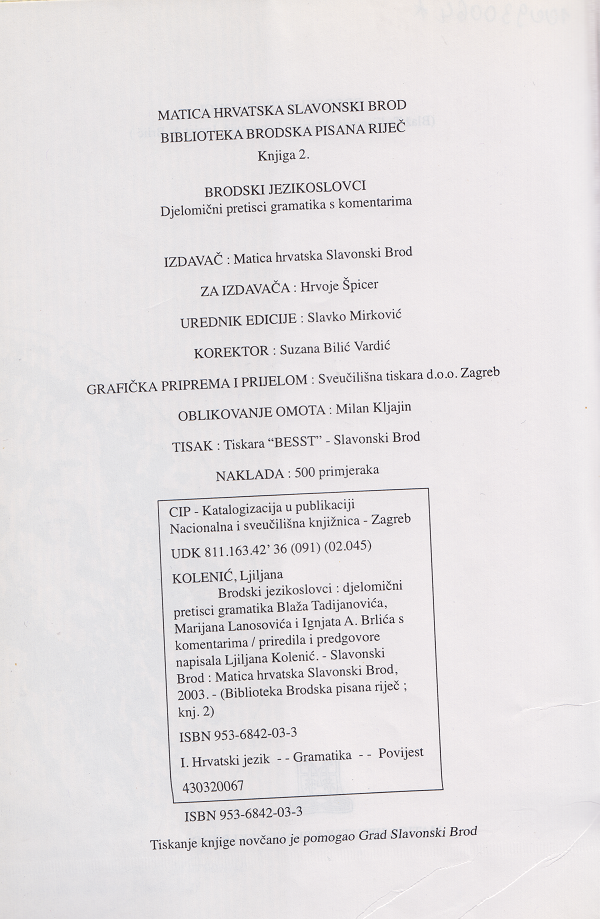 MATICA HRVATSKA SLAVONSKI BROD
BIBLIOTEKA BRODSKA PISANA RIJEČ
Knjiga 2.
BRODSKI JEZIKOSLOVCI
Djelomični pretisci gramatika s komentarima
IZDAVAČ : Matica hrvatska Slavonski Brod
ZA IZDAVAČA : Hrvoje Špicer
UREDNIK EDICIJE : Slavko Mirković
KOREKTOR : Suzana Bilić Vardić
GRAFIČKA PRIPREMA I PRIJELOM : Sveučilišna tiskara d.o.o. Zagreb
OBLIKOVANJE OMOTA : Milan Kljajin
TISAK : Tiskara “BESST” - Slavonski Brod
NAKLADA : 500 primjeraka
CIP - Katalogizacija u publikaciji
Nacionalna i sveučilišna knjižnica - Zagreb
UDK 811.163.42’ 36 (091) (02.045)
KOLENIĆ, Ljiljana
Brodski jezikoslovci : djelomični
pretisci gramatika Blaža Tadijanovića,
Marijana Lanosovića i Ignjata A. Brlića s
komentarima / priredila i predgovore
napisala Ljiljana Kolenić. - Slavonski
Brod : Matica hrvatska Slavonski Brod,
2003. - (Biblioteka Brodska pisana riječ ;
knj. 2)
ISBN 953-6842-03-3
I. Hrvatski jezik - - Gramatika - - Povijest
430320067
ISBN 953-6842-03-3
Tiskanje knjige novčano je pomogao Grad Slavonski Brod